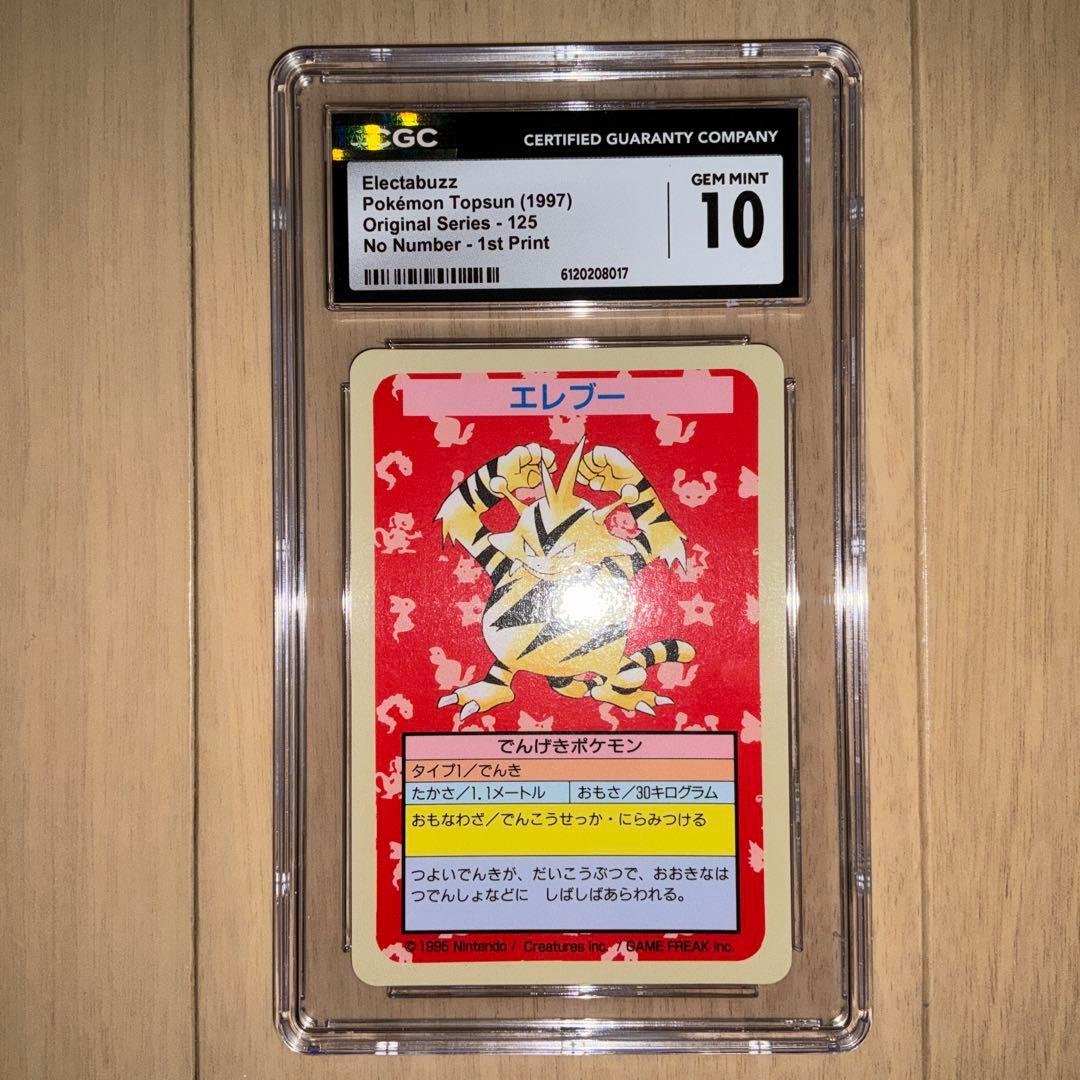 CGC
CERTIFIED GUARANTY COMPANY
Electabuzz
Pokémon Topsun (1997)
Original Series - 125
No Number - 1st Print
GEM MINT
10
6120208017
エレブー
でんげきポケモン
タイプ1/でんき
たかさ/1.1メートル おもさ/30キログラム
おもなわざ/でんこうせっか・にらみつける
つよいでんきが、だいこうぶつで、おおきなは
つでんしょなどに しばしばあらわれる。
©1995 Nintendo / Creatures inc. / GAME FREAK inc.